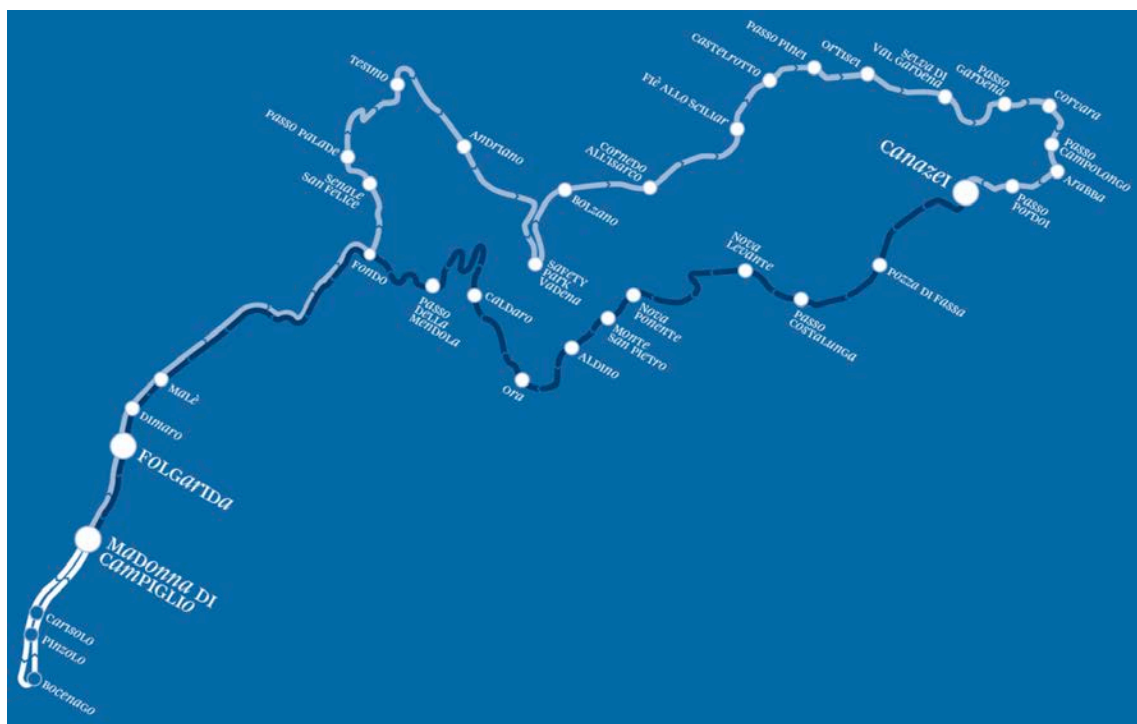 TESIMO
PASSO PALADE
SENALE
SAN FELICE
ANDRIANO
FONDO
PASSO
DELLA
MENDOLA
CALDARO
SAFETY
PARK
VADENA
BOLZANO
CORNEDO
ALL'ISARCO
FIÈ ALLO SCILIAR
CASTELROTTO
PASSO PINEI
ORTISEI
SELVA DI
VAL GARDENA
PASSO
GARDENA
CORVARA
PASSO
CAMPOLONGO
ARABBA
PASSO
PORDOI
CANAZEI
POZZA DI FASSA
PASSO
COSTALUNGA
NOVA
LEVANTE
NOVA
PONENTE
MONTE
SAN PIETRO
ALDINO
ORA
MALÈ
DIMARO
FOLGARIDA
MADONNA DI
CAMPIGLIO
CARISOLO
PINZOLO
BOCENAGO